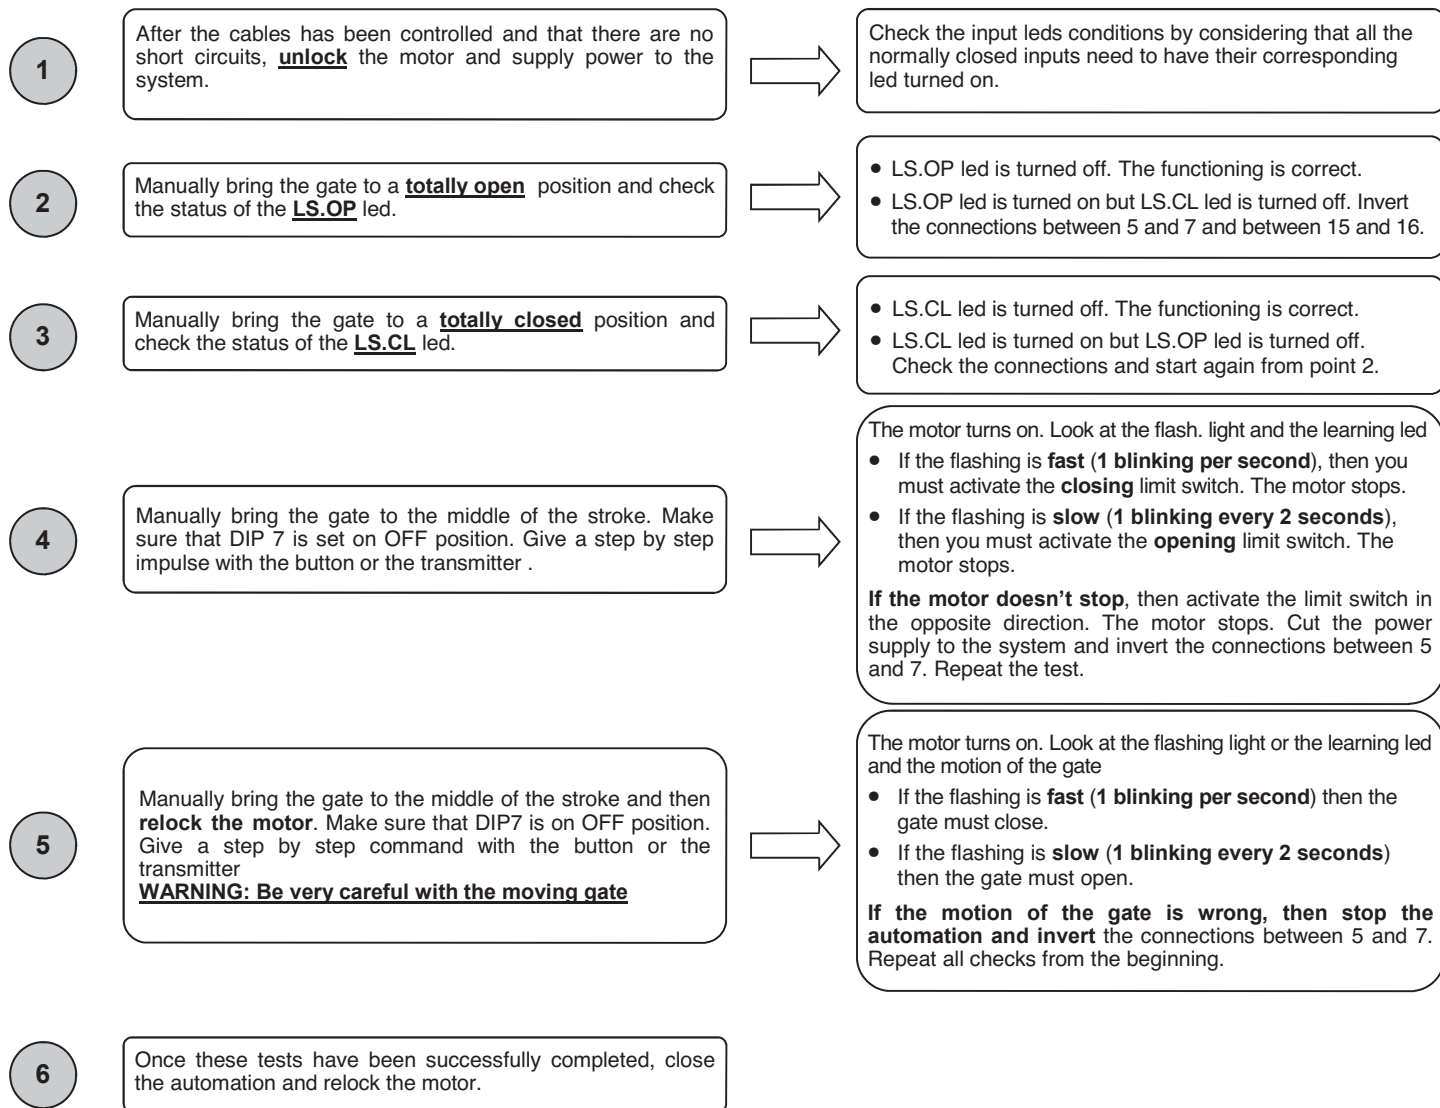 1
After the cables has been controlled and that there are no
short circuits, unlock the motor and supply power to the
system.
Check the input leds conditions by considering that all the
normally closed inputs need to have their corresponding
led turned on.
2
Manually bring the gate to a totally open position and check
the status of the LS.OP led.
● LS.OP led is turned off. The functioning is correct.
● LS.OP led is turned on but LS.CL led is turned off. Invert
the connections between 5 and 7 and between 15 and 16.
3
Manually bring the gate to a totally closed position and
check the status of the LS.CL led.
● LS.CL led is turned off. The functioning is correct.
● LS.CL led is turned on but LS.OP led is turned off.
Check the connections and start again from point 2.
4
Manually bring the gate to the middle of the stroke. Make
sure that DIP 7 is set on OFF position. Give a step by step
impulse with the button or the transmitter .
The motor turns on. Look at the flash. light and the learning led
● If the flashing is fast (1 blinking per second), then you
must activate the closing limit switch. The motor stops.
● If the flashing is slow (1 blinking every 2 seconds),
then you must activate the opening limit switch. The
motor stops.
If the motor doesn't stop, then activate the limit switch in
the opposite direction. The motor stops. Cut the power
supply to the system and invert the connections between 5
and 7. Repeat the test.
5
Manually bring the gate to the middle of the stroke and then
relock the motor. Make sure that DIP7 is on OFF position.
Give a step by step command with the button or the
transmitter
WARNING: Be very careful with the moving gate
The motor turns on. Look at the flashing light or the learning led
and the motion of the gate
● If the flashing is fast (1 blinking per second) then the
gate must close.
● If the flashing is slow (1 blinking every 2 seconds)
then the gate must open.
If the motion of the gate is wrong, then stop the
automation and invert the connections between 5 and 7.
Repeat all checks from the beginning.
6
Once these tests have been successfully completed, close
the automation and relock the motor.